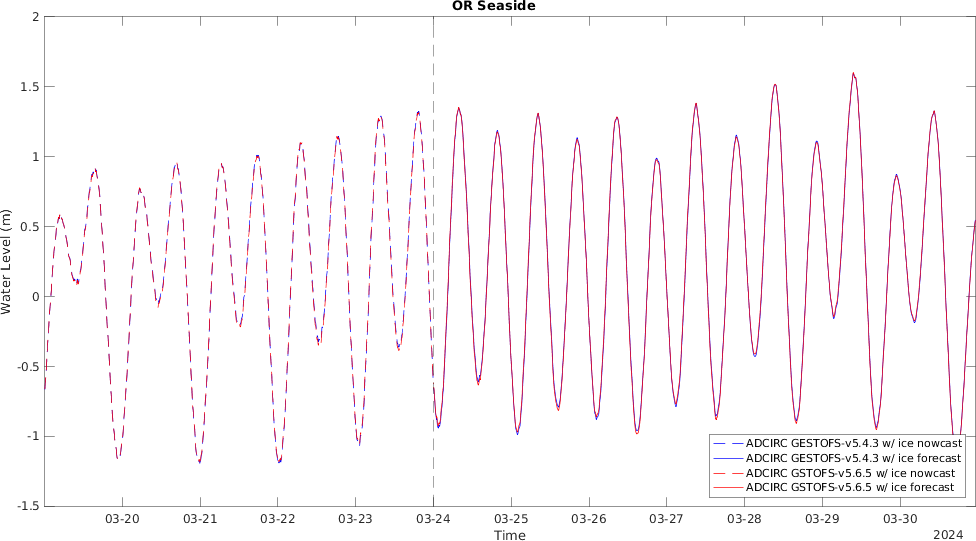 OR Seaside
2
1.5
1
0.5
0
-0.5
-1
-1.5
Water Level (m)
ADCIRC GESTOFS-v5.4.3 w/ ice nowcast
ADCIRC GESTOFS-v5.4.3 w/ ice forecast
ADCIRC GSTOFS-v5.6.5 w/ ice nowcast
ADCIRC GSTOFS-v5.6.5 w/ ice forecast
03-20 03-21 03-22 03-23 03-24 03-25 03-26 03-27 03-28 03-29 03-30
Time
2024